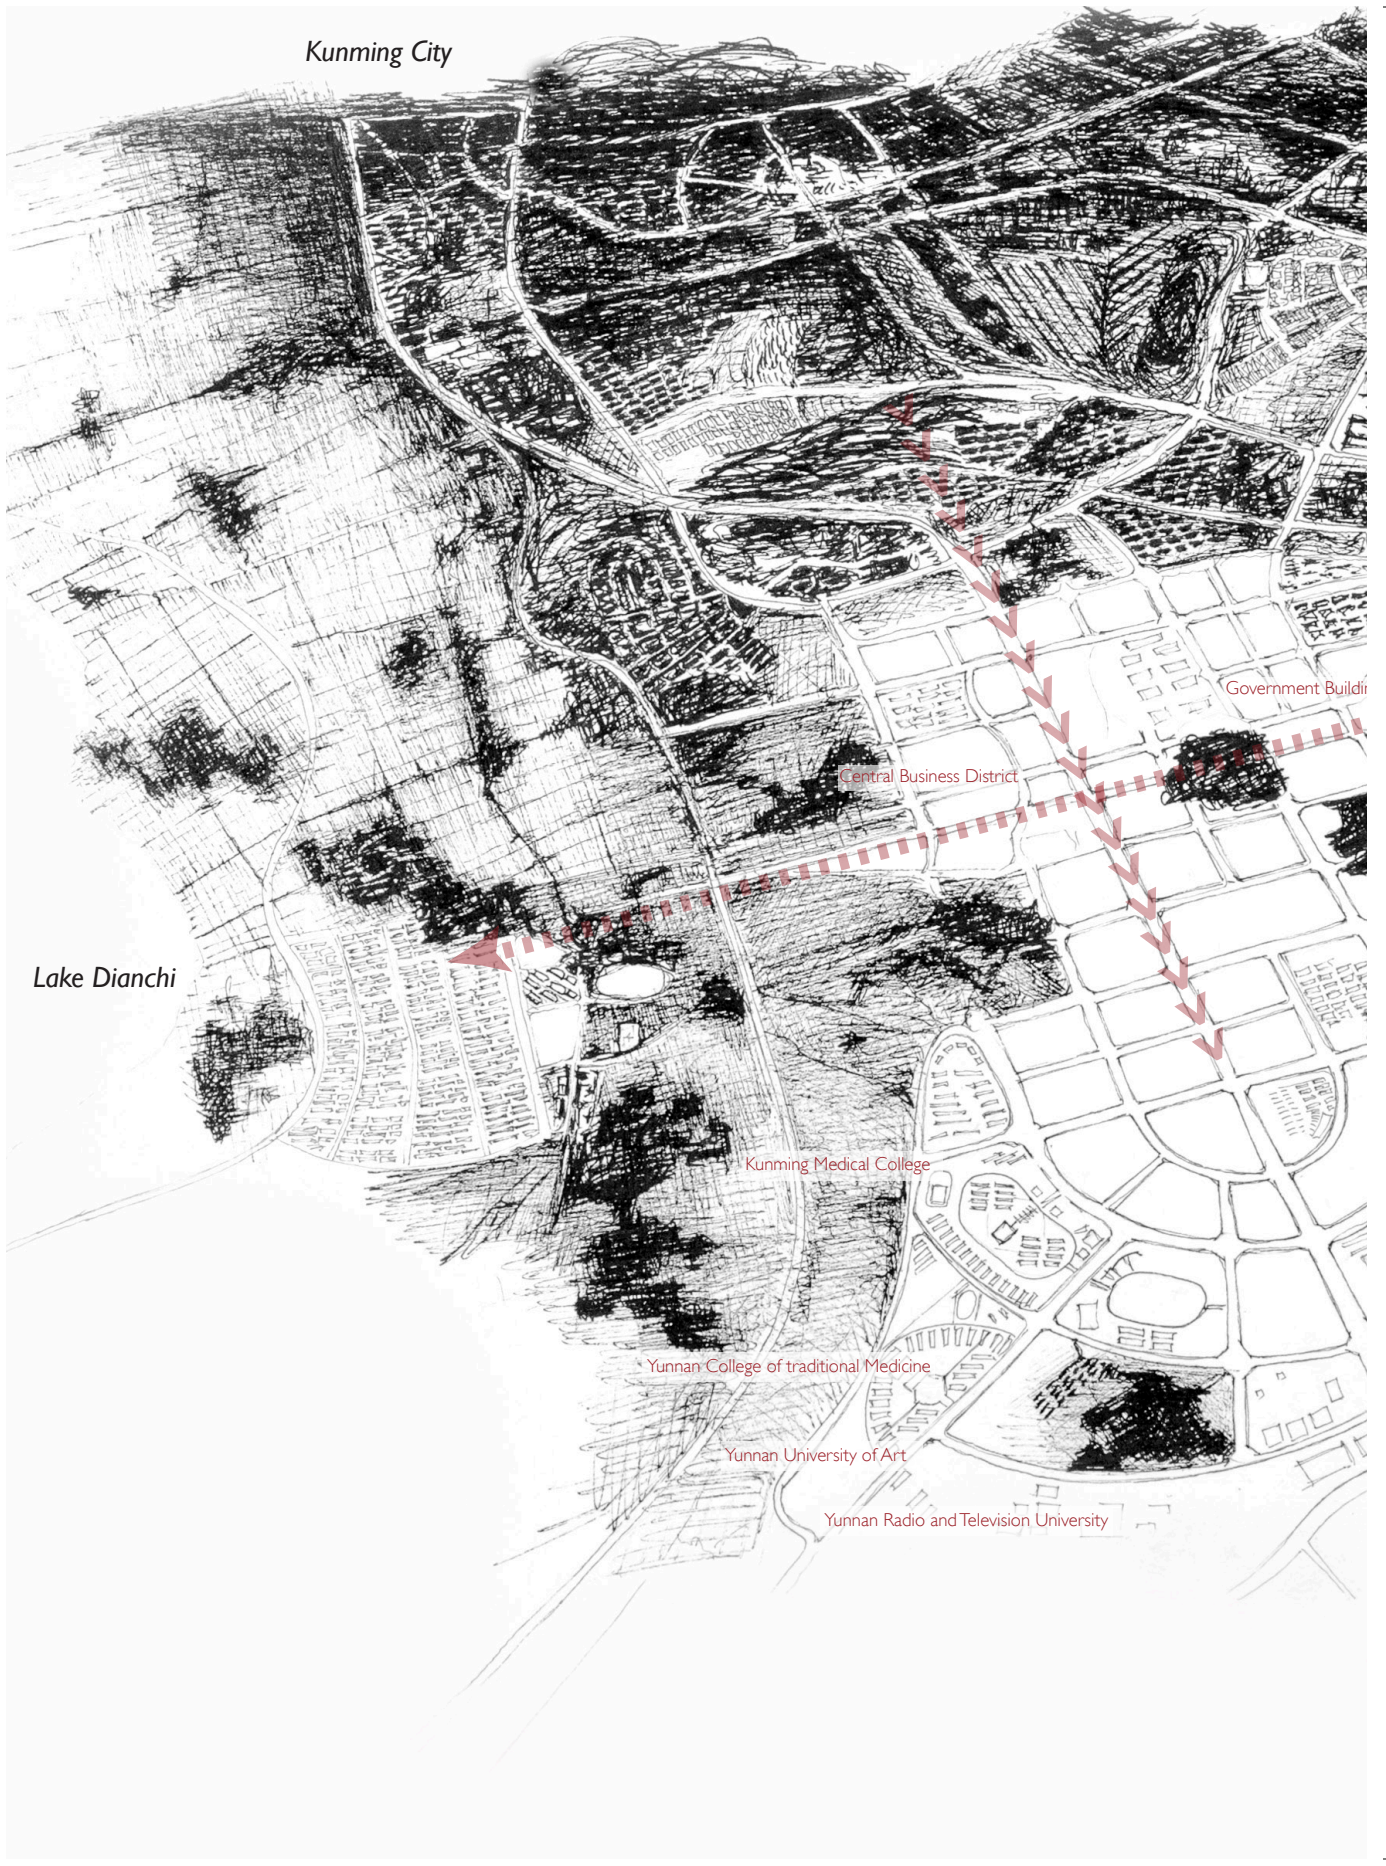 Kunming City
Government Buildin
Central Business District
Lake Dianchi
Kunming Medical College
Yunnan College of traditional Medicine
Yunnan University of Art
Yunnan Radio and Television University